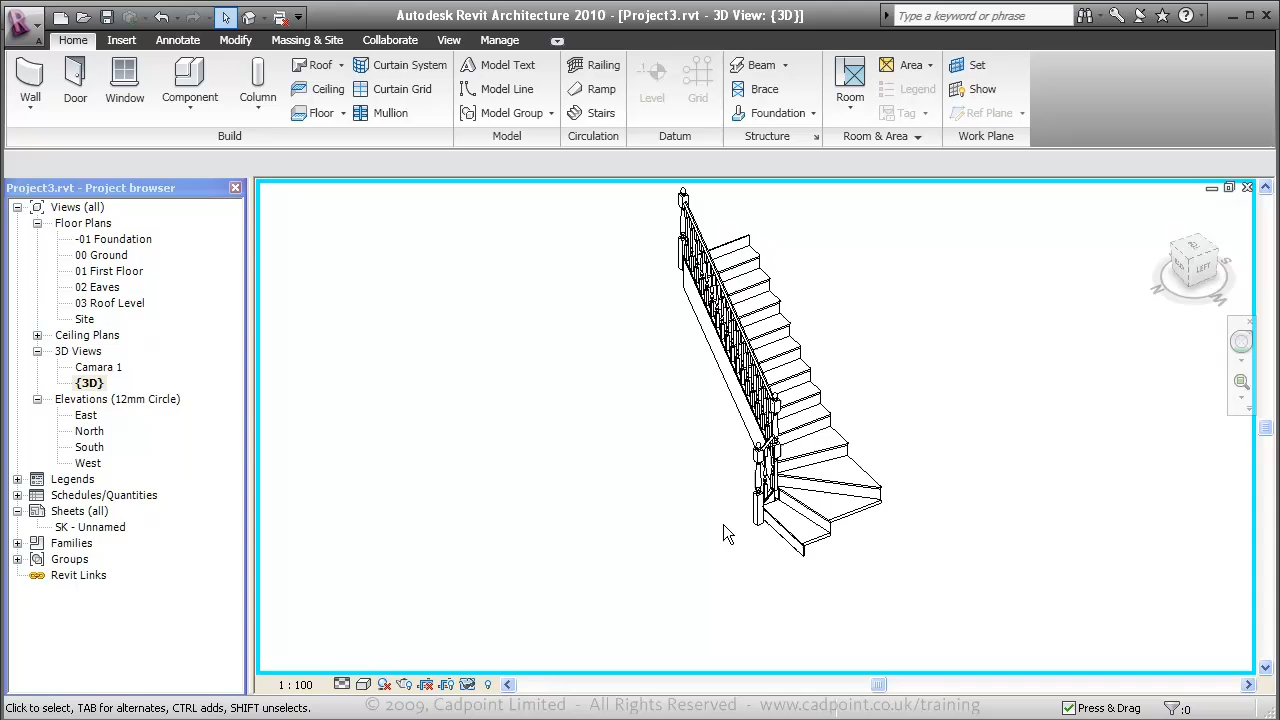 Autodesk Revit Architecture 2010 - [Project3.rvt - 3D View: {3D}]
Type a keyword or phrase
Home Insert Annotate Modify Massing & Site Collaborate View Manage
Wall Door Window Component Column
Roof Curtain System
Ceiling Curtain Grid
Floor Mullion
Build
Model Text
Model Line
Model Group
Model
Railing
Ramp
Stairs
Circulation
Level Grid
Datum
Beam
Brace
Foundation
Structure
Room
Area
Legend
Tag
Room & Area
Set
Show
Ref Plane
Work Plane
Project3.rvt - Project browser
Views (all)
Floor Plans
-01 Foundation
00 Ground
01 First Floor
02 Eaves
03 Roof Level
Site
Ceiling Plans
3D Views
Camara 1
{3D}
Elevations (12mm Circle)
East
North
South
West
Legends
Schedules/Quantities
Sheets (all)
SK - Unnamed
Families
Groups
Revit Links
LEFT
S
N
1 : 100
Click to select, TAB for alternates, CTRL adds, SHIFT unselects.
© 2009, Cadpoint Limited - All Rights Reserved - www.cadpoint.co.uk/training
Press & Drag
:0